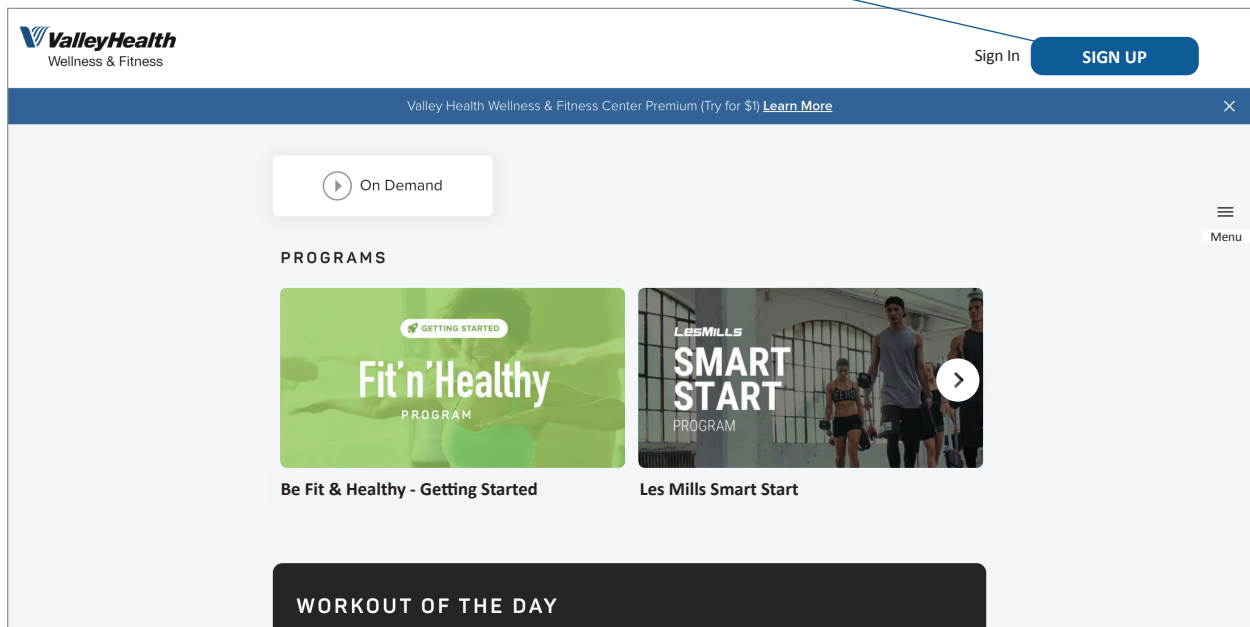 ValleyHealth
Wellness & Fitness
Sign In
SIGN UP
Valley Health Wellness & Fitness Center Premium (Try for $1) Learn More
On Demand
Menu
PROGRAMS
GETTING STARTED
Fit'n'Healthy
PROGRAM
LESMILLS
SMART
START
PROGRAM
Be Fit & Healthy - Getting Started
Les Mills Smart Start
WORKOUT OF THE DAY